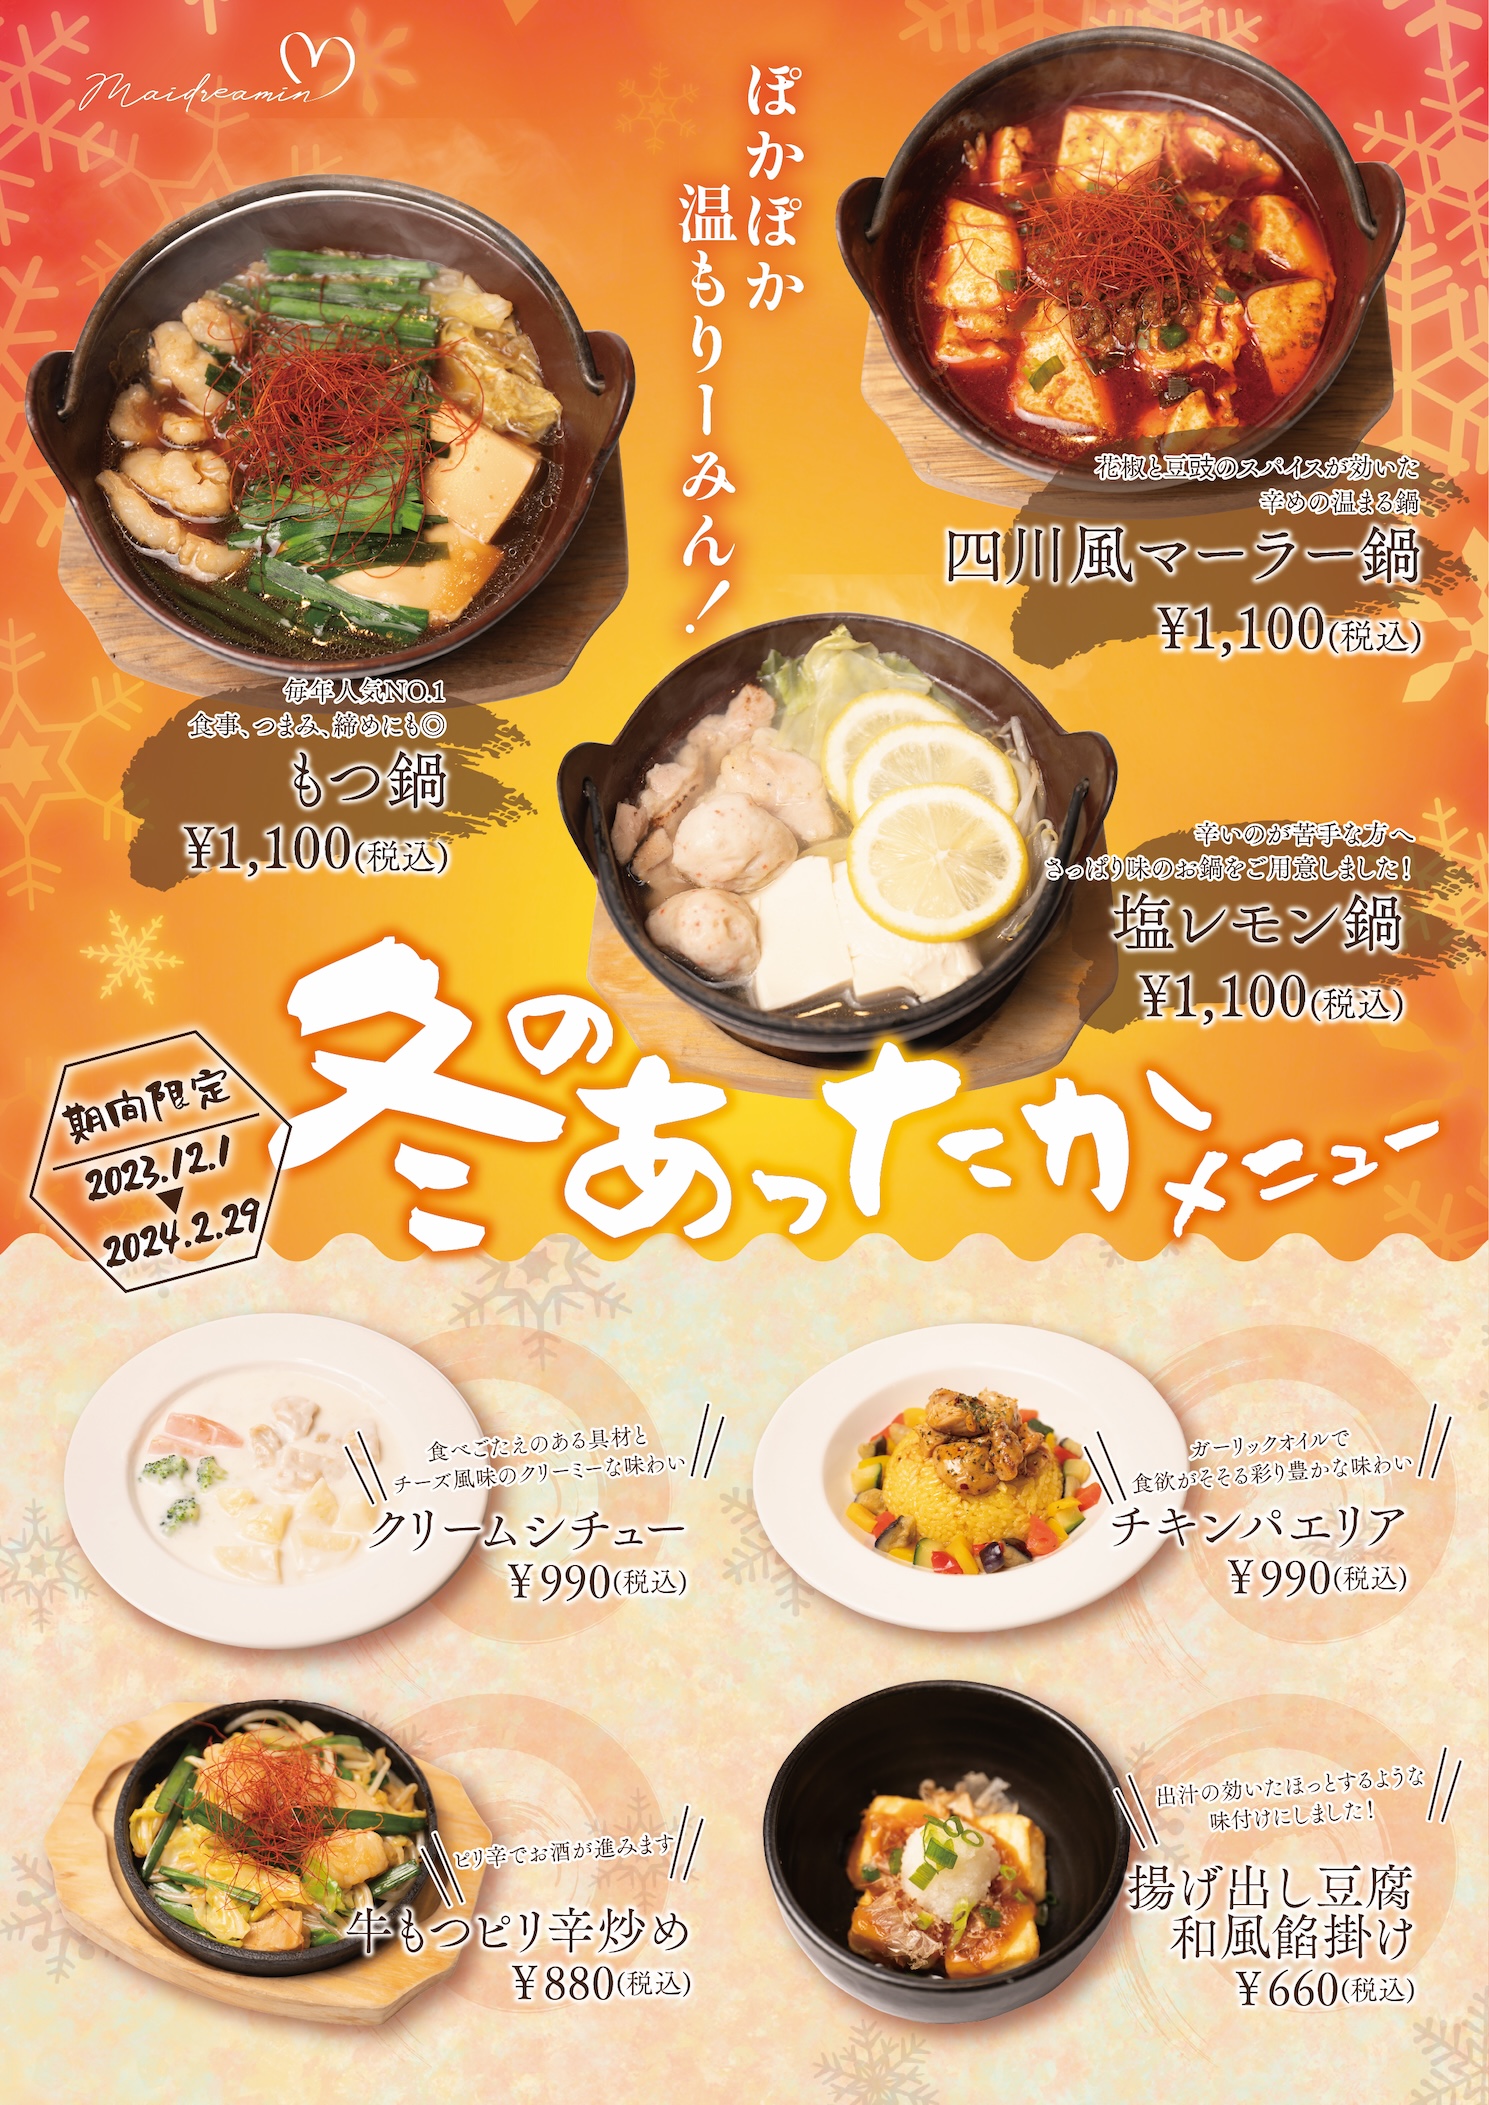 Maidreamin
ぽかぽか
温もりーみん！
花椒と豆豉のスパイスが効いた
辛めの温まる鍋
四川風マーラー鍋
¥1,100(税込)
毎年人気NO.1
食事、つまみ、締めにも◎
もつ鍋
¥1,100(税込)
辛いのが苦手な方へ
さっぱり味のお鍋をご用意しました！
塩レモン鍋
¥1,100(税込)
冬のあったかメニュー
期間限定
2023.12.1
▼
2024.2.29
食べごたえのある具材と
チーズ風味のクリーミーな味わい
クリームシチュー
¥990(税込)
ガーリックオイルで
食欲がそそる彩り豊かな味わい
チキンパエリア
¥990(税込)
ピリ辛でお酒が進みます
牛もつピリ辛炒め
¥880(税込)
出汁の効いたほっとするような
味付けにしました！
揚げ出し豆腐
和風餡掛け
¥660(税込)